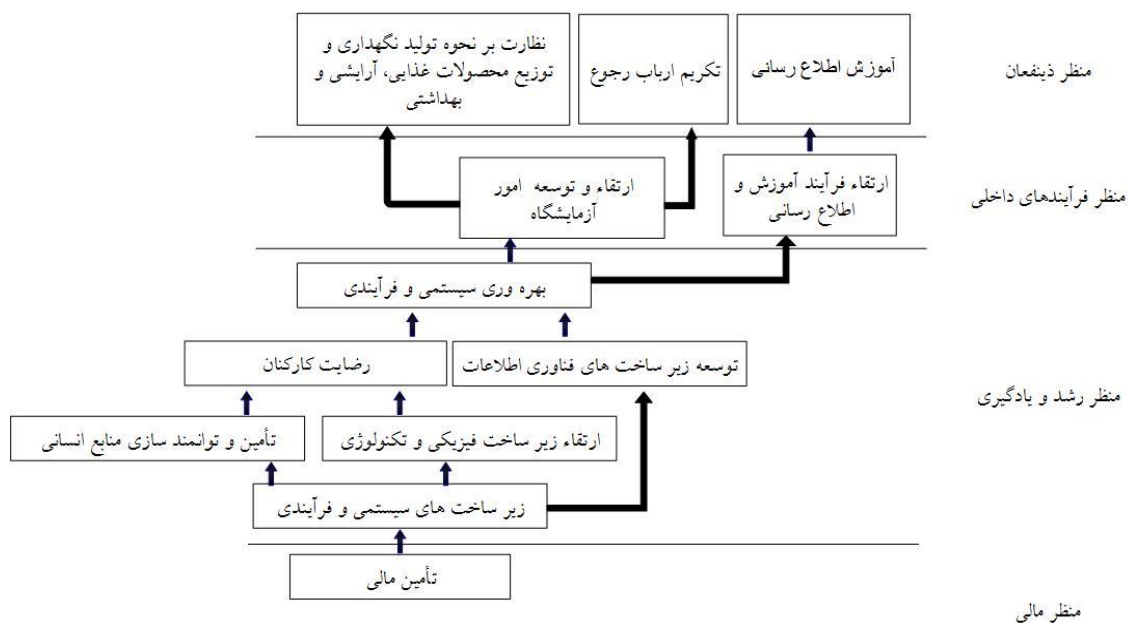 منظر ذینفعان
آموزش اطلاع رسانی
تکریم ارباب رجوع
نظارت بر نحوه تولید نگهداری و
توزیع محصولات غذایی، آرایشی و
بهداشتی
منظر فرآیندهای داخلی
ارتقاء فرآیند آموزش و
اطلاع رسانی
ارتقاء و توسعه امور
آزمایشگاه
منظر رشد و یادگیری
بهره وری سیستمی و فرآیندی
توسعه زیر ساخت های فناوری اطلاعات
رضایت کارکنان
ارتقاء زیر ساخت فیزیکی و تکنولوژی
تأمین و توانمند سازی منابع انسانی
زیر ساخت های سیستمی و فرآیندی
منظر مالی
تأمین مالی